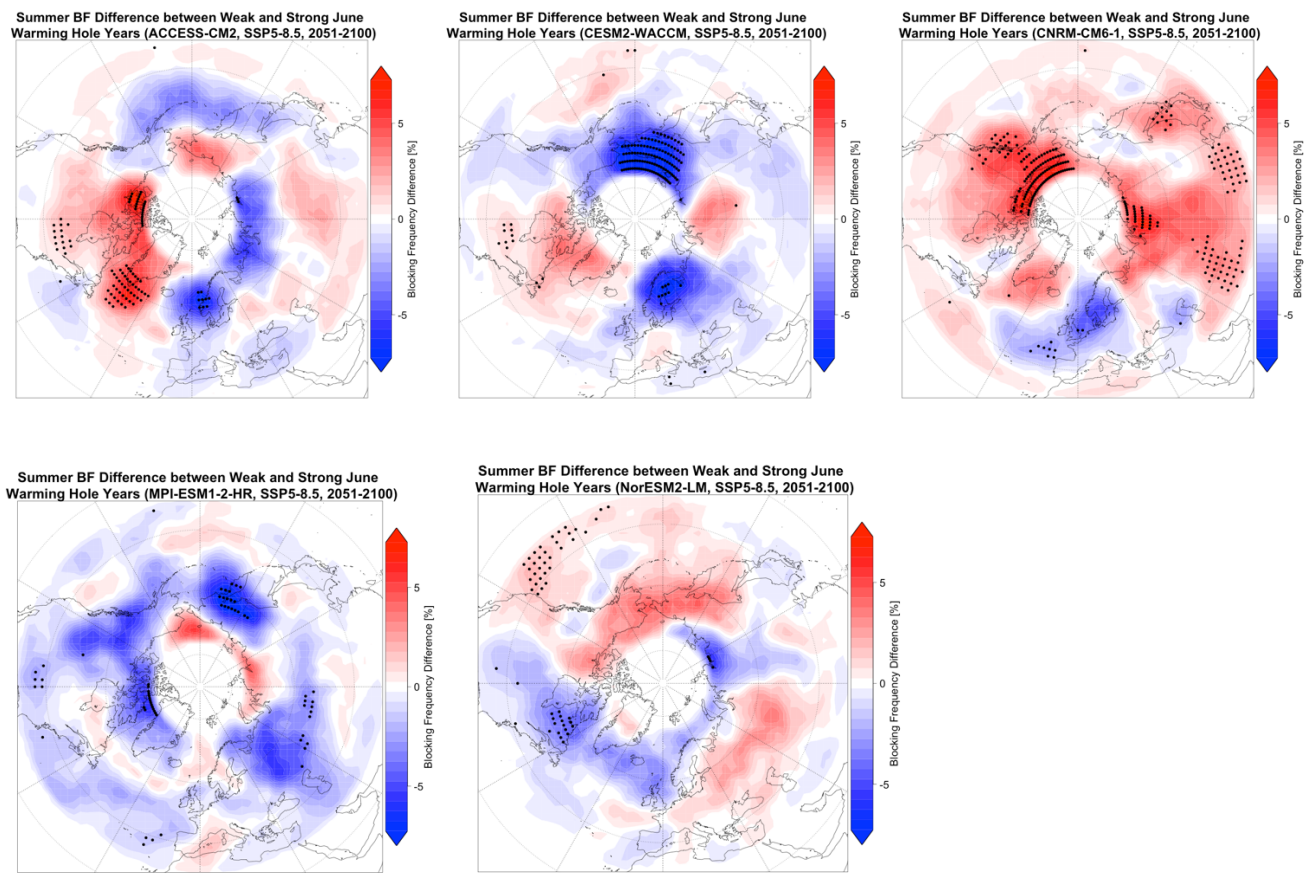 Summer BF Difference between Weak and Strong June
Warming Hole Years (ACCESS-CM2, SSP5-8.5, 2051-2100)
5
0
-5
Blocking Frequency Difference [%]
Summer BF Difference between Weak and Strong June
Warming Hole Years (CESM2-WACCM, SSP5-8.5, 2051-2100)
5
0
-5
Blocking Frequency Difference [%]
Summer BF Difference between Weak and Strong June
Warming Hole Years (CNRM-CM6-1, SSP5-8.5, 2051-2100)
5
0
-5
Blocking Frequency Difference [%]
Summer BF Difference between Weak and Strong June
Warming Hole Years (MPI-ESM1-2-HR, SSP5-8.5, 2051-2100)
5
0
-5
Blocking Frequency Difference [%]
Summer BF Difference between Weak and Strong June
Warming Hole Years (NorESM2-LM, SSP5-8.5, 2051-2100)
5
0
-5
Blocking Frequency Difference [%]